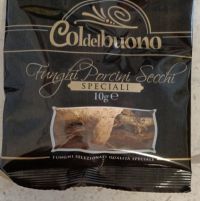 Coldelbuono
Funghi Porcini Secchi
SPECIALI
10g e
FUNGHI SELEZIONATI QUALITÀ SPECIALE